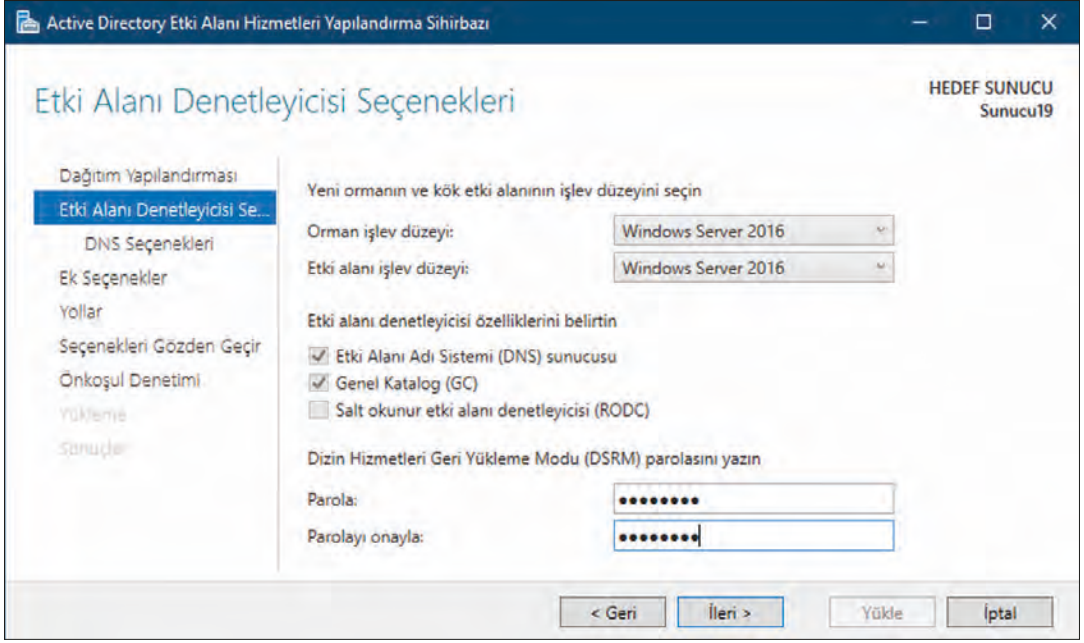 Active Directory Etki Alanı Hizmetleri Yapılandırma Sihirbazı
Etki Alanı Denetleyicisi Seçenekleri
HEDEF SUNUCU
Sunucu19
Dağıtım Yapılandırması
Etki Alanı Denetleyicisi Se...
DNS Seçenekleri
Ek Seçenekler
Yollar
Seçenekleri Gözden Geçir
Önkoşul Denetimi
Yükleme
Sonuçlar
Yeni ormanın ve kök etki alanının işlev düzeyini seçin
Orman işlev düzeyi: Windows Server 2016
Etki alanı işlev düzeyi: Windows Server 2016
Etki alanı denetleyicisi özelliklerini belirtin
Etki Alanı Adı Sistemi (DNS) sunucusu
Genel Katalog (GC)
Salt okunur etki alanı denetleyicisi (RODC)
Dizin Hizmetleri Geri Yükleme Modu (DSRM) parolasını yazın
Parola: ••••••••
Parolayı onayla: ••••••••
< Geri İleri > Yükle İptal